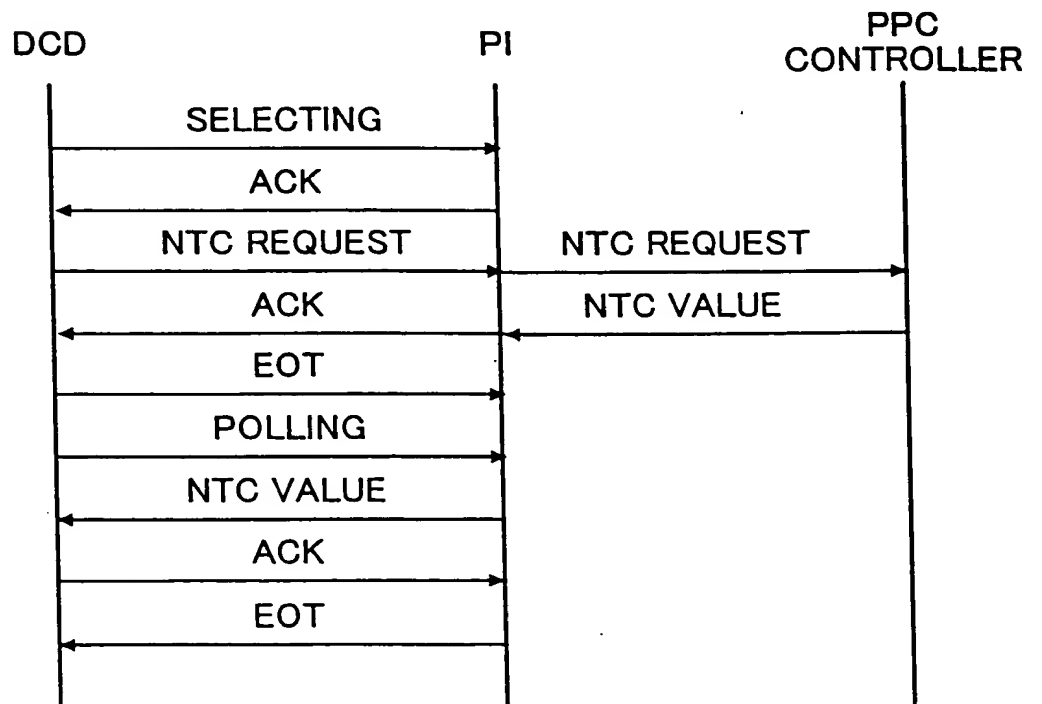 DCD
PI
PPC
CONTROLLER
SELECTING
ACK
NTC REQUEST
NTC REQUEST
ACK
NTC VALUE
EOT
POLLING
NTC VALUE
ACK
EOT